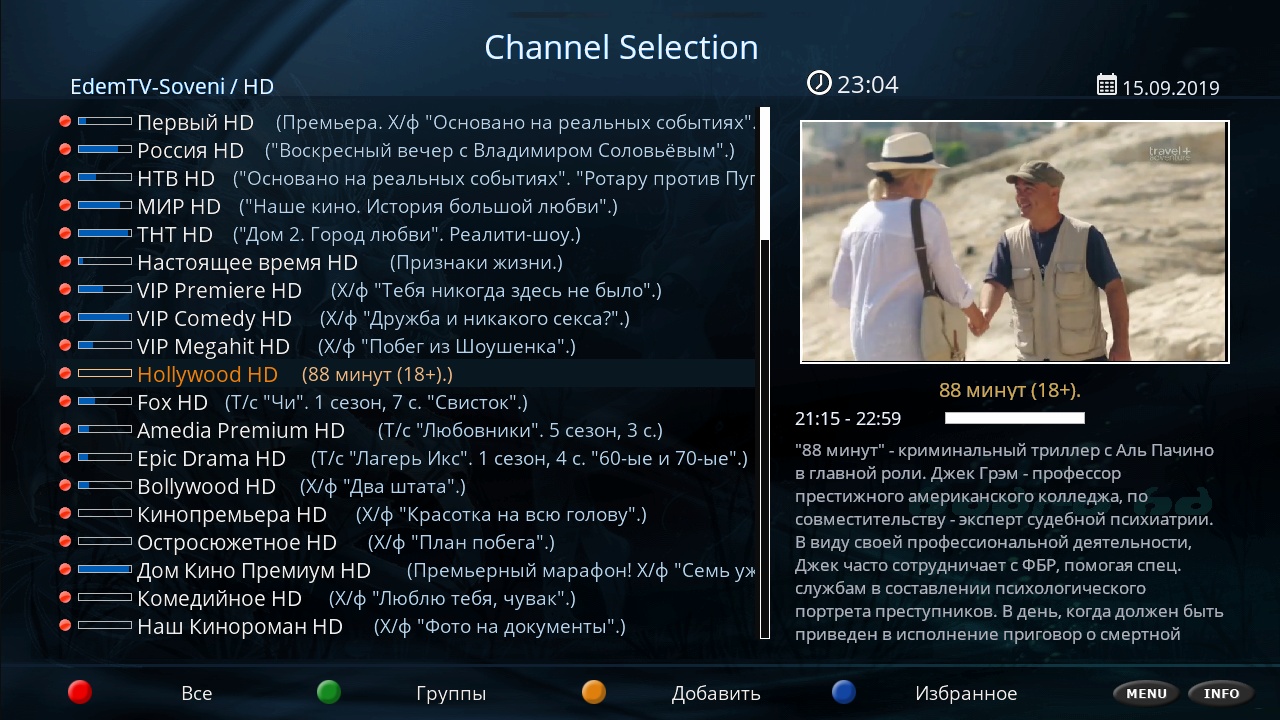 Channel Selection
EdemTV-Soveni / HD
23:04
15.09.2019
Первый HD (Премьера. Х/ф "Основано на реальных событиях".
Россия HD ("Воскресный вечер с Владимиром Соловьёвым".)
НТВ HD ("Основано на реальных событиях". "Ротару против Пуг
МИР HD ("Наше кино. История большой любви".)
ТНТ HD ("Дом 2. Город любви". Реалити-шоу.)
Настоящее время HD (Признаки жизни.)
VIP Premiere HD (Х/ф "Тебя никогда здесь не было".)
VIP Comedy HD (Х/ф "Дружба и никакого секса?".)
VIP Megahit HD (Х/ф "Побег из Шоушенка".)
Hollywood HD (88 минут (18+).)
Fox HD (Т/с "Чи". 1 сезон, 7 с. "Свисток".)
Amedia Premium HD (Т/с "Любовники". 5 сезон, 3 с.)
Epic Drama HD (Т/с "Лагерь Икс". 1 сезон, 4 с. "60-ые и 70-ые".)
Bollywood HD (Х/ф "Два штата".)
Кинопремьера HD (Х/ф "Красотка на всю голову".)
Остросюжетное HD (Х/ф "План побега".)
Дом Кино Премиум HD (Премьерный марафон! Х/ф "Семь уж
Комедийное HD (Х/ф "Люблю тебя, чувак".)
Наш Кинороман HD (Х/ф "Фото на документы".)
travel+
adventure
88 минут (18+).
21:15 - 22:59
"88 минут" - криминальный триллер с Аль Пачино
в главной роли. Джек Грэм - профессор
престижного американского колледжа, по
совместительству - эксперт судебной психиатрии.
В виду своей профессиональной деятельности,
Джек часто сотрудничает с ФБР, помогая спец.
службам в составлении психологического
портрета преступников. В день, когда должен быть
приведен в исполнение приговор о смертной
Все
Группы
Добавить
Избранное
MENU
INFO